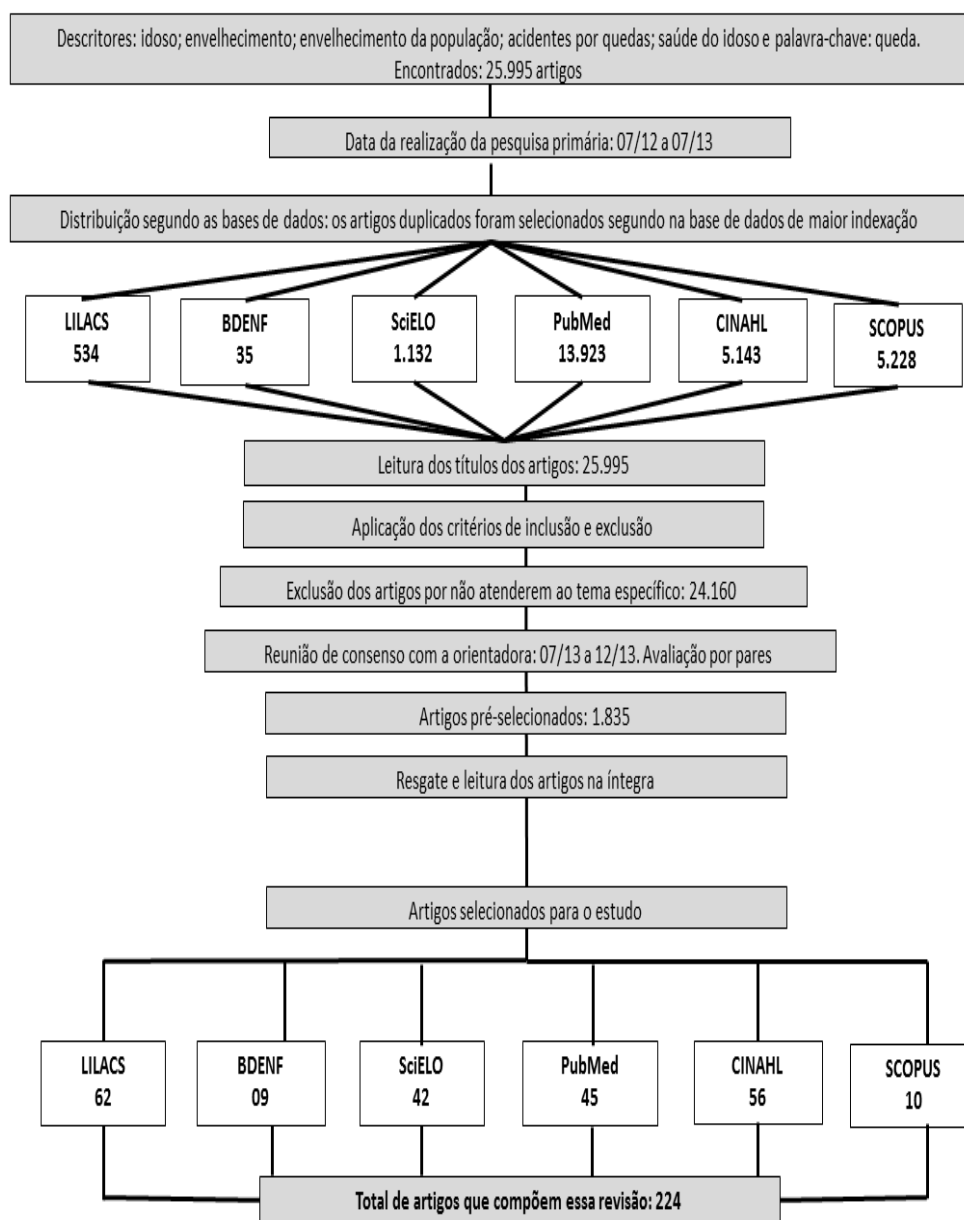 Descritores: idoso; envelhecimento; envelhecimento da população; acidentes por quedas; saúde do idoso e palavra-chave: queda.
Encontrados: 25.995 artigos
Data da realização da pesquisa primária: 07/12 a 07/13
Distribuição segundo as bases de dados: os artigos duplicados foram selecionados segundo na base de dados de maior indexação
LILACS
534
BDENF
35
SciELO
1.132
PubMed
13.923
CINAHL
5.143
SCOPUS
5.228
Leitura dos títulos dos artigos: 25.995
Aplicação dos critérios de inclusão e exclusão
Exclusão dos artigos por não atenderem ao tema específico: 24.160
Reunião de consenso com a orientadora: 07/13 a 12/13. Avaliação por pares
Artigos pré-selecionados: 1.835
Resgate e leitura dos artigos na íntegra
Artigos selecionados para o estudo
LILACS
62
BDENF
09
SciELO
42
PubMed
45
CINAHL
56
SCOPUS
10
Total de artigos que compõem essa revisão: 224